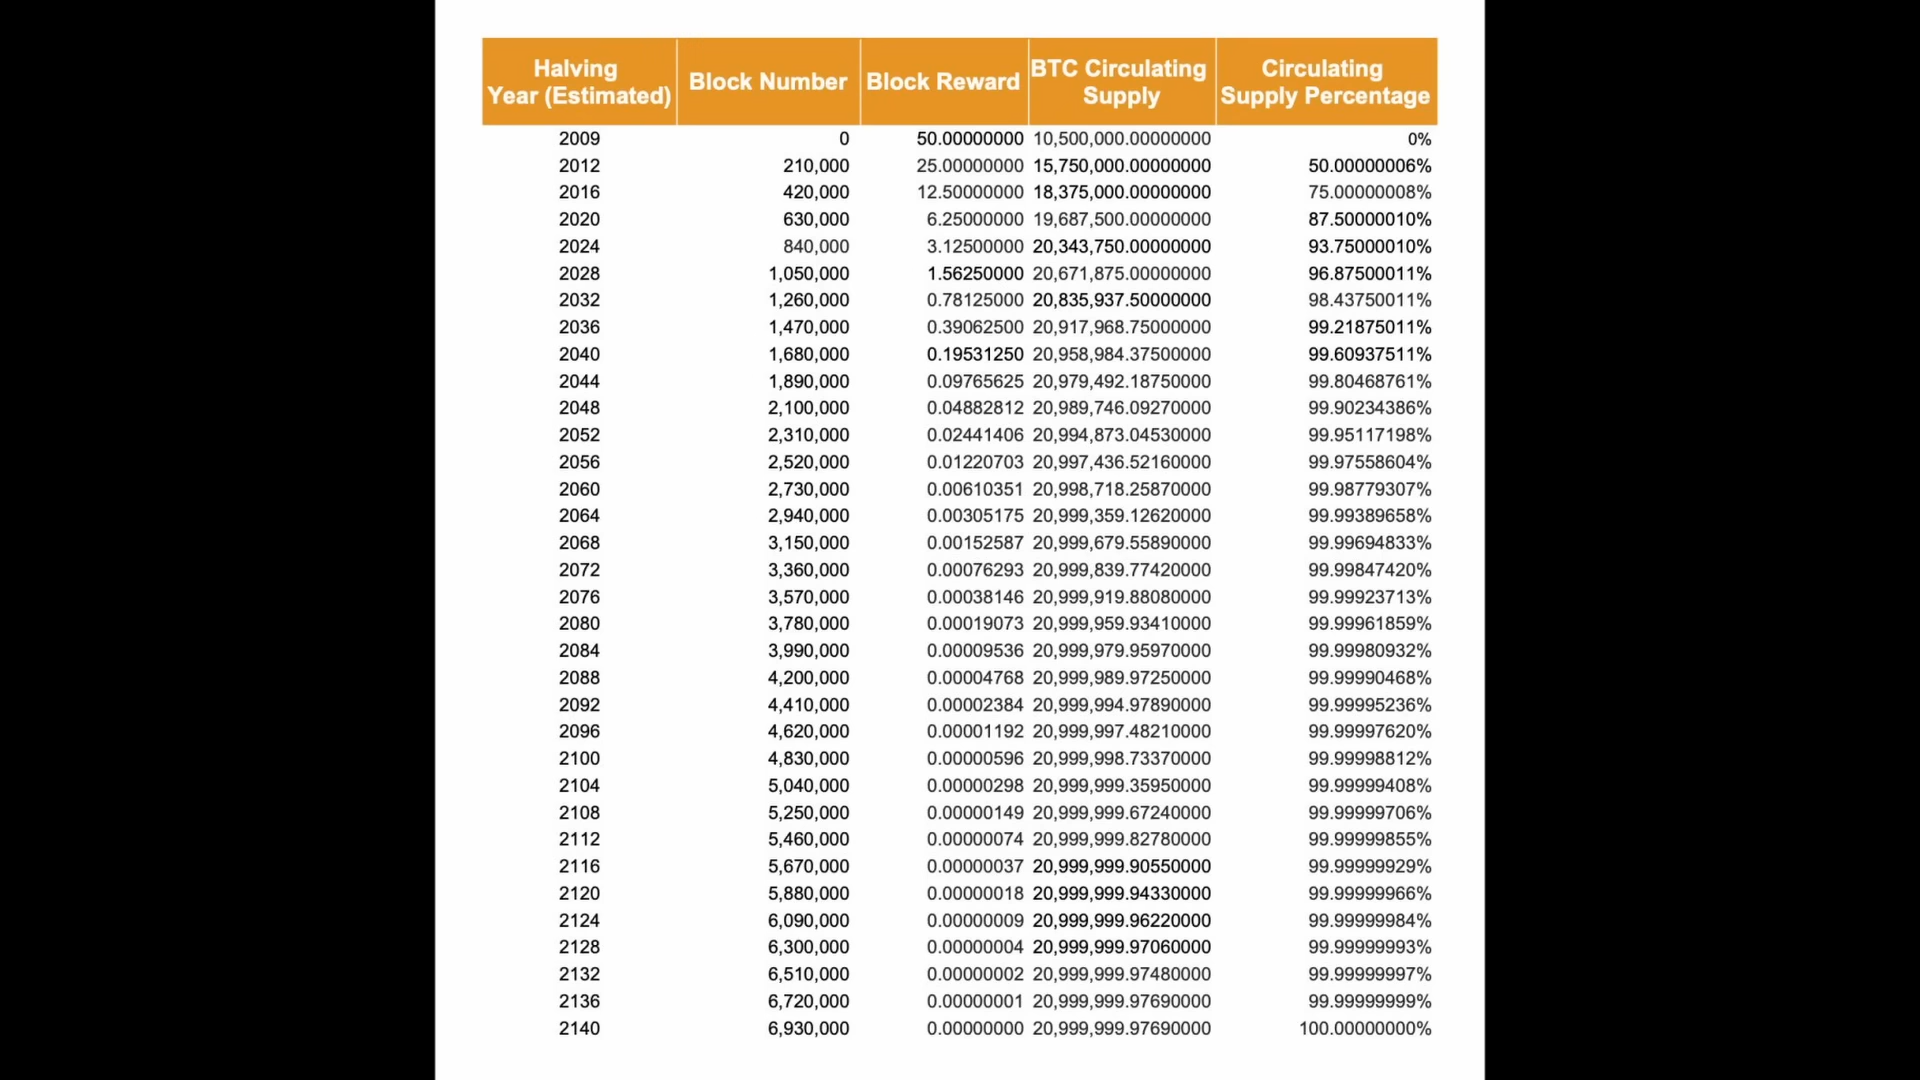 Halving Year (Estimated) Block Number Block Reward BTC Circulating Supply Circulating Supply Percentage
2009 0 50.00000000 10,500,000.00000000 0%
2012 210,000 25.00000000 15,750,000.00000000 50.00000006%
2016 420,000 12.50000000 18,375,000.00000000 75.00000008%
2020 630,000 6.25000000 19,687,500.00000000 87.50000010%
2024 840,000 3.12500000 20,343,750.00000000 93.75000010%
2028 1,050,000 1.56250000 20,671,875.00000000 96.87500011%
2032 1,260,000 0.78125000 20,835,937.50000000 98.43750011%
2036 1,470,000 0.39062500 20,917,968.75000000 99.21875011%
2040 1,680,000 0.19531250 20,958,984.37500000 99.60937511%
2044 1,890,000 0.09765625 20,979,492.18750000 99.80468761%
2048 2,100,000 0.04882812 20,989,746.09270000 99.90234386%
2052 2,310,000 0.02441406 20,994,873.04530000 99.95117198%
2056 2,520,000 0.01220703 20,997,436.52160000 99.97558604%
2060 2,730,000 0.00610351 20,998,718.25870000 99.98779307%
2064 2,940,000 0.00305175 20,999,359.12620000 99.99389658%
2068 3,150,000 0.00152587 20,999,679.55890000 99.99694833%
2072 3,360,000 0.00076293 20,999,839.77420000 99.99847420%
2076 3,570,000 0.00038146 20,999,919.88080000 99.99923713%
2080 3,780,000 0.00019073 20,999,959.93410000 99.99961859%
2084 3,990,000 0.00009536 20,999,979.95970000 99.99980932%
2088 4,200,000 0.00004768 20,999,989.97250000 99.99990468%
2092 4,410,000 0.00002384 20,999,994.97890000 99.99995236%
2096 4,620,000 0.00001192 20,999,997.48210000 99.99997620%
2100 4,830,000 0.00000596 20,999,998.73370000 99.99998812%
2104 5,040,000 0.00000298 20,999,999.35950000 99.99999408%
2108 5,250,000 0.00000149 20,999,999.67240000 99.99999706%
2112 5,460,000 0.00000074 20,999,999.82780000 99.99999855%
2116 5,670,000 0.00000037 20,999,999.90550000 99.99999929%
2120 5,880,000 0.00000018 20,999,999.94330000 99.99999966%
2124 6,090,000 0.00000009 20,999,999.96220000 99.99999984%
2128 6,300,000 0.00000004 20,999,999.97060000 99.99999993%
2132 6,510,000 0.00000002 20,999,999.97480000 99.99999997%
2136 6,720,000 0.00000001 20,999,999.97690000 99.99999999%
2140 6,930,000 0.00000000 20,999,999.97690000 100.00000000%